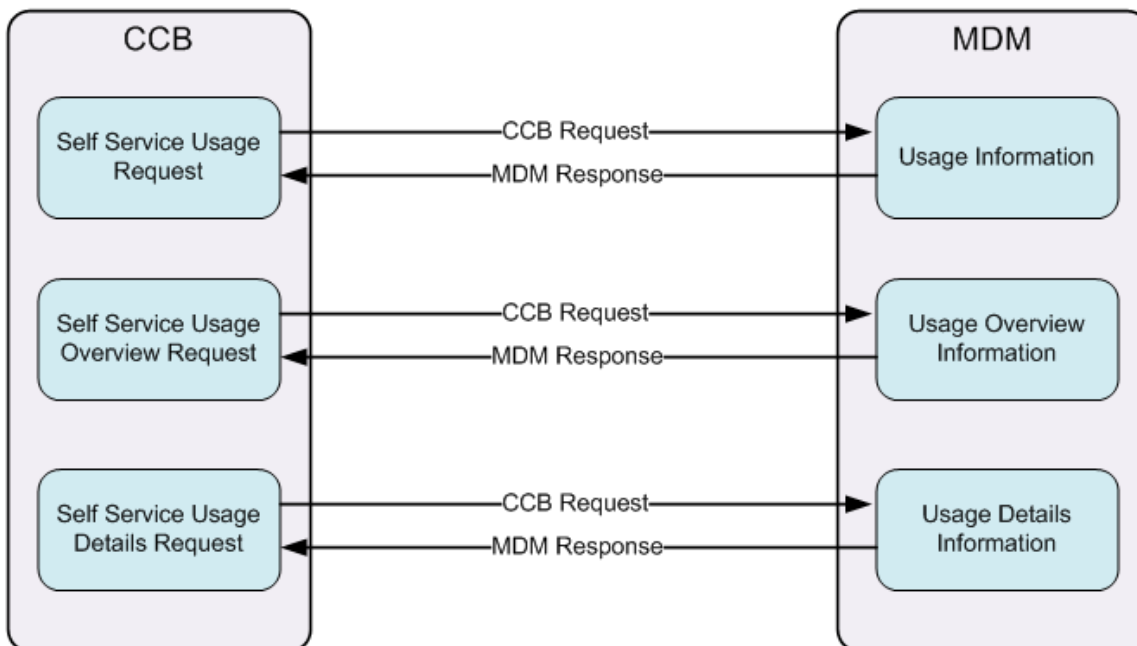 CCB
MDM
Self Service Usage
Request
CCB Request
MDM Response
Usage Information
Self Service Usage
Overview Request
CCB Request
MDM Response
Usage Overview
Information
Self Service Usage
Details Request
CCB Request
MDM Response
Usage Details
Information